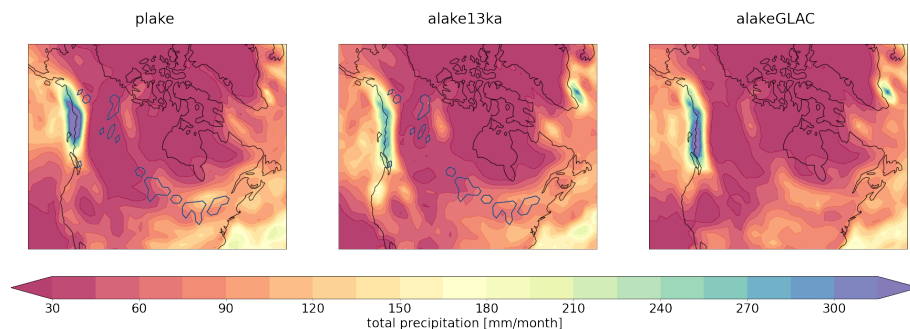 plake alake13ka alakeGLAC
30 60 90 120 150 180 210 240 270 300
total precipitation [mm/month]